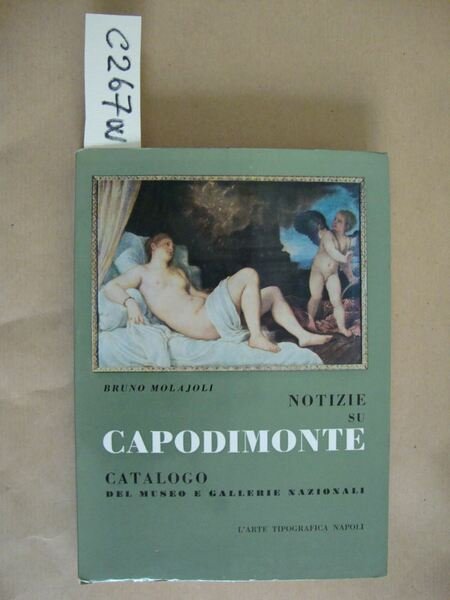 C267α
BRUNO MOLAJOLI
NOTIZIE
SU
CAPODIMONTE
CATALOGO
DEL MUSEO E GALLERIE NAZIONALI
L'ARTE TIPOGRAFICA NAPOLI